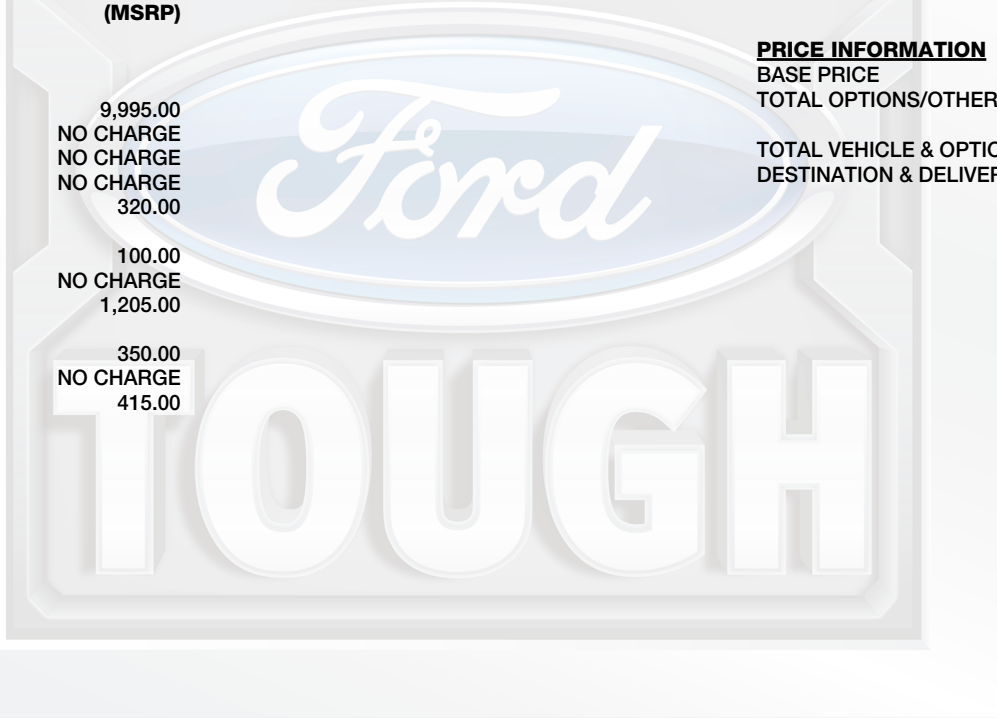 (MSRP)
9,995.00
NO CHARGE
NO CHARGE
NO CHARGE
320.00
100.00
NO CHARGE
1,205.00
350.00
NO CHARGE
415.00
PRICE INFORMATION
BASE PRICE
TOTAL OPTIONS/OTHER
TOTAL VEHICLE & OPTIO
DESTINATION & DELIVER
Ford
TOUGH